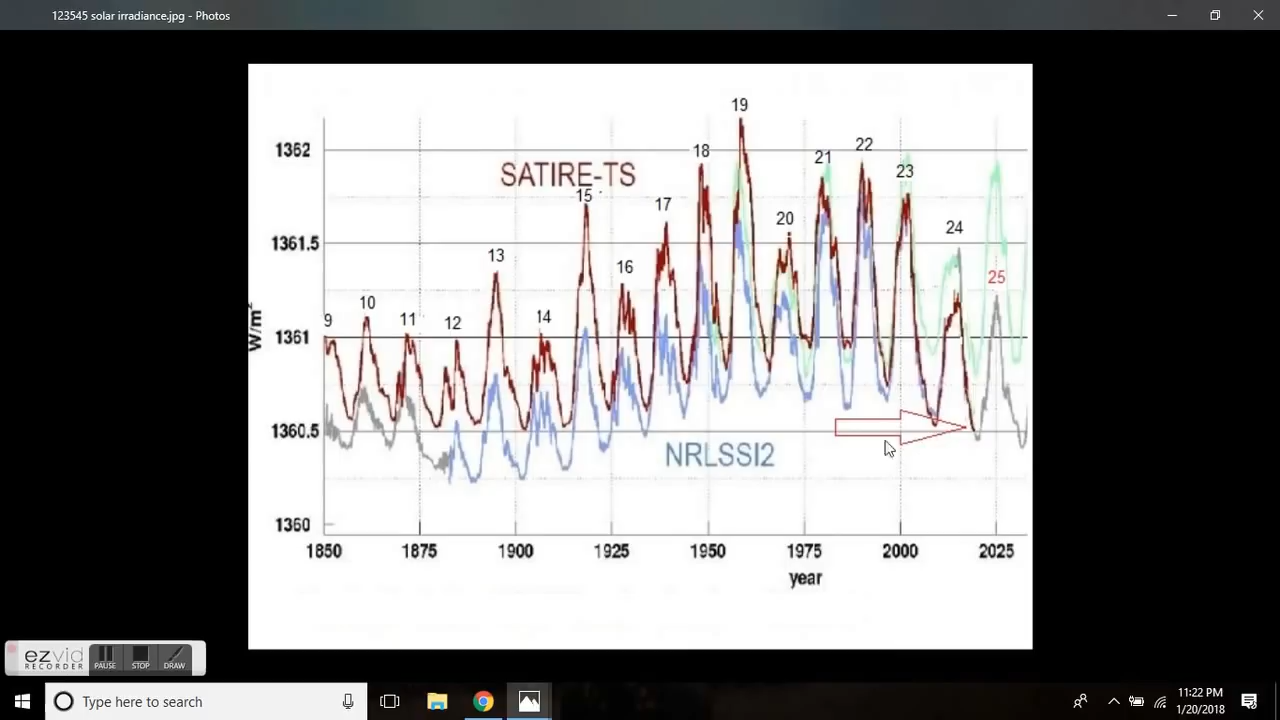 123545 solar irradiance.jpg - Photos
19
18
22
21
1362
SATIRE-TS
23
15
17
20
24
1361.5
13
16
25
10
14
9
11
12
W/m²
1361
1360.5
NRLSSI2
1360
1850 1875 1900 1925 1950 1975 2000 2025
year
ezvid
RECORDER
PAUSE STOP DRAW
Type here to search
11:22 PM
1/20/2018